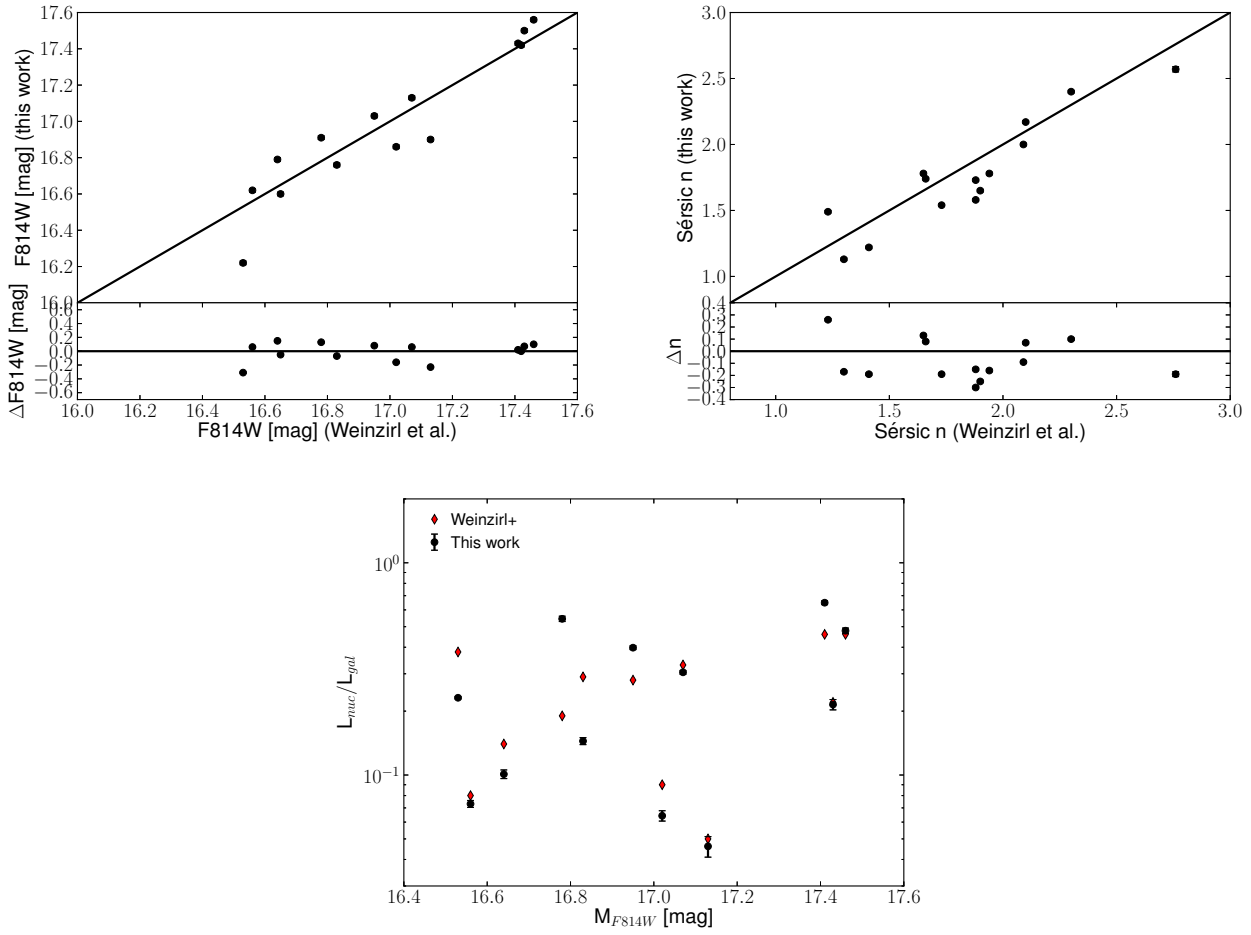 17.6
17.4
17.2
17.0
16.8
16.6
16.4
16.2
16.0
F814W [mag] (this work)
0.6
0.4
0.2
0.0
−0.2
−0.4
−0.6
ΔF814W [mag]
16.0 16.2 16.4 16.6 16.8 17.0 17.2 17.4 17.6
F814W [mag] (Weinzirl et al.)
3.0
2.5
2.0
1.5
1.0
Sérsic n (this work)
0.4
0.3
0.2
0.1
0.0
−0.1
−0.2
−0.3
−0.4
Δn
1.0 1.5 2.0 2.5 3.0
Sérsic n (Weinzirl et al.)
Weinzirl+
This work
10^0
10^−1
L_nuc/L_gal
16.4 16.6 16.8 17.0 17.2 17.4 17.6
M_F814W [mag]